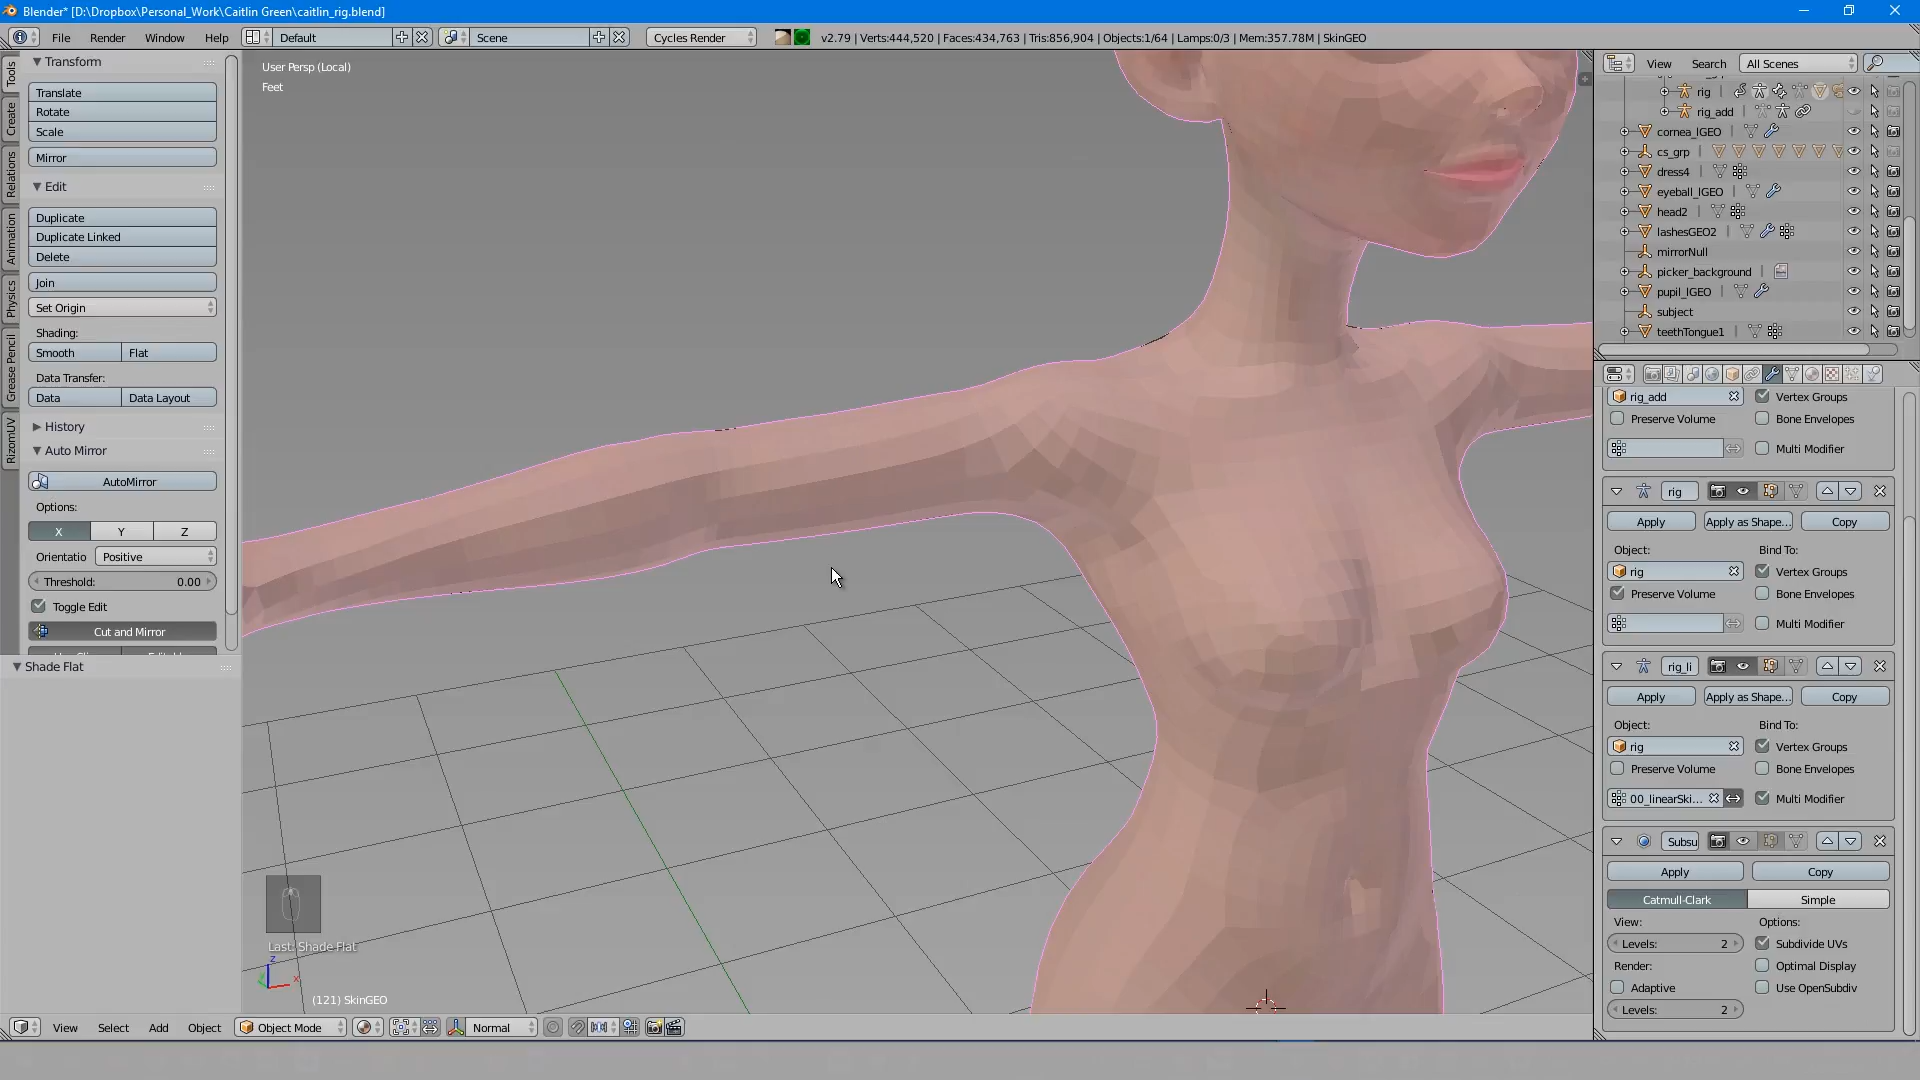 Blender* [D:\Dropbox\Personal_Work\Caitlin Green\caitlin_rig.blend]
File Render Window Help Default Scene Cycles Render v2.79 | Verts:444,520 | Faces:434,763 | Tris:856,904 | Objects:1/64 | Lamps:0/3 | Mem:357.78M | SkinGEO
Tools
Create
Relations
Animation
Physics
Grease Pencil
RizomUV
Transform
Translate
Rotate
Scale
Mirror
Edit
Duplicate
Duplicate Linked
Delete
Join
Set Origin
Shading:
Smooth Flat
Data Transfer:
Data Data Layout
History
Auto Mirror
AutoMirror
Options:
X Y Z
Orientatio Positive
Threshold: 0.00
Toggle Edit
Cut and Mirror
Shade Flat
User Persp (Local)
Feet
Last: Shade Flat
z
x
(121) SkinGEO
View Select Add Object Object Mode Normal
View Search All Scenes
rig
rig_add
cornea_lGEO
cs_grp
dress4
eyeball_lGEO
head2
lashesGEO2
mirrorNull
picker_background
pupil_lGEO
subject
teethTongue1
rig_add Vertex Groups
Preserve Volume Bone Envelopes
Multi Modifier
rig
Apply Apply as Shape... Copy
Object: Bind To:
rig Vertex Groups
Preserve Volume Bone Envelopes
Multi Modifier
rig_li
Apply Apply as Shape... Copy
Object: Bind To:
rig Vertex Groups
Preserve Volume Bone Envelopes
00_linearSki... Multi Modifier
Subsu
Apply Copy
Catmull-Clark Simple
View: Options:
Levels: 2 Subdivide UVs
Render: Optimal Display
Adaptive Use OpenSubdiv
Levels: 2